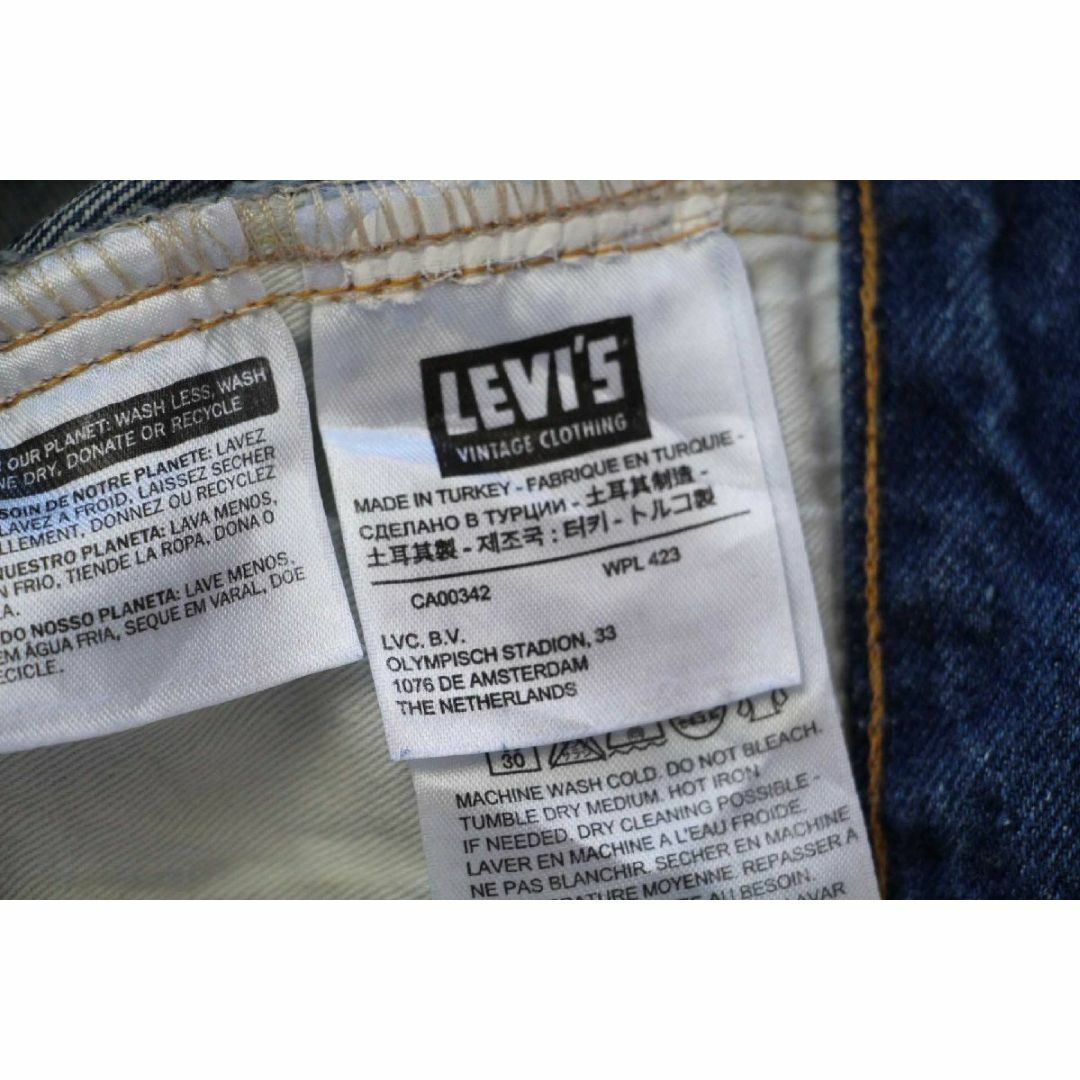 OUR PLANET: WASH LESS, WASH
DRY, DONATE OR RECYCLE
SOIN DE NOTRE PLANETE: LAVEZ
LAVEZ A FROID, LAISSEZ SECHER
DONNEZ OU RECYCLEZ
NUESTRO PLANETA: LAVA MENOS,
FRIO, TIENDE LA ROPA, DONA O
DO NOSSO PLANETA: LAVE MENOS,
EM ÁGUA FRIA, SEQUE EM VARAL, DOE
LEVI'S
VINTAGE CLOTHING
MADE IN TURKEY - FABRIQUE EN TURQUIE -
СДЕЛАНО В ТУРЦИИ - 土耳其制造 -
土耳其製 - 제조국 : 터키 - トルコ製
CA00342 WPL 423
LVC. B.V.
OLYMPISCH STADION, 33
1076 DE AMSTERDAM
THE NETHERLANDS
30
MACHINE WASH COLD. DO NOT BLEACH.
TUMBLE DRY MEDIUM. HOT IRON
IF NEEDED. DRY CLEANING POSSIBLE -
LAVER EN MACHINE A L'EAU FROIDE.
NE PAS BLANCHIR. SECHER EN MACHINE
MOYENNE. REPASSER A
AU BESOIN.
LAVAR